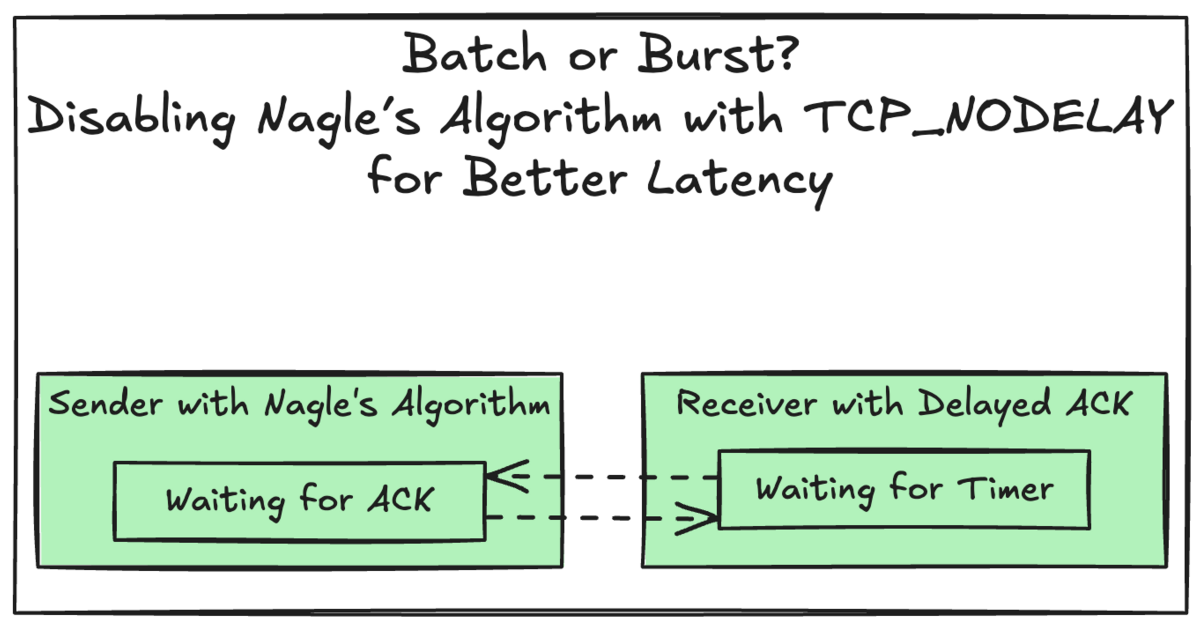 Batch or Burst?
Disabling Nagle's Algorithm with TCP_NODELAY
for Better Latency
Sender with Nagle's Algorithm
Waiting for ACK
Receiver with Delayed ACK
Waiting for Timer